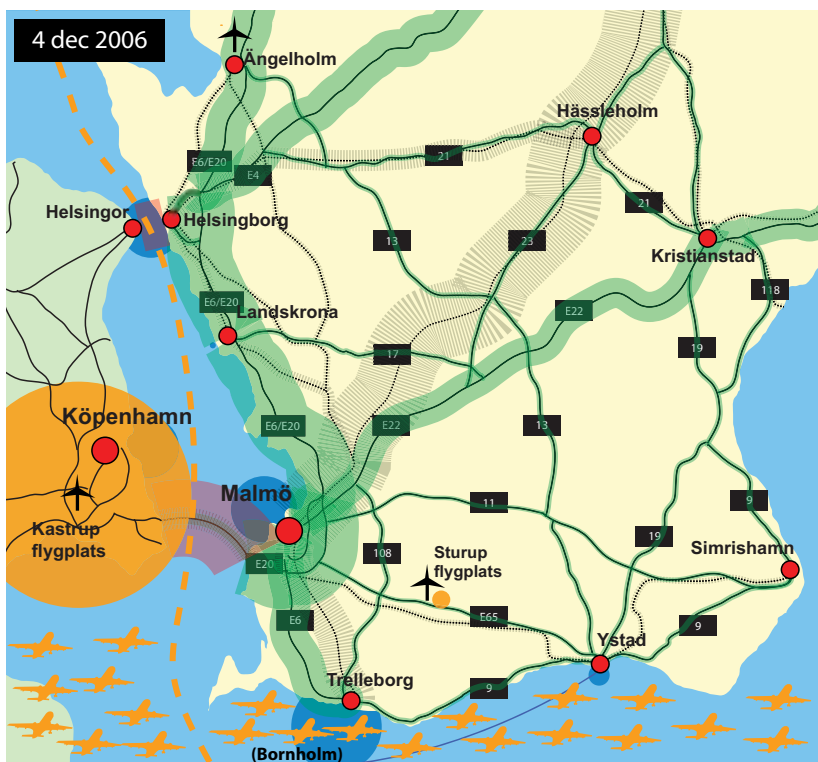 4 dec 2006
Ängelholm
Hässleholm
E6/E20
E4
21
Helsingor
Helsingborg
21
13
23
Kristianstad
118
E6/E20
Landskrona
E22
19
17
Köpenhamn
E6/E20
E22
13
Malmö
11
9
Kastrup
flygplats
19
Simrishamn
108
Sturup
flygplats
E20
E6
E65
9
Ystad
Trelleborg
9
(Bornholm)